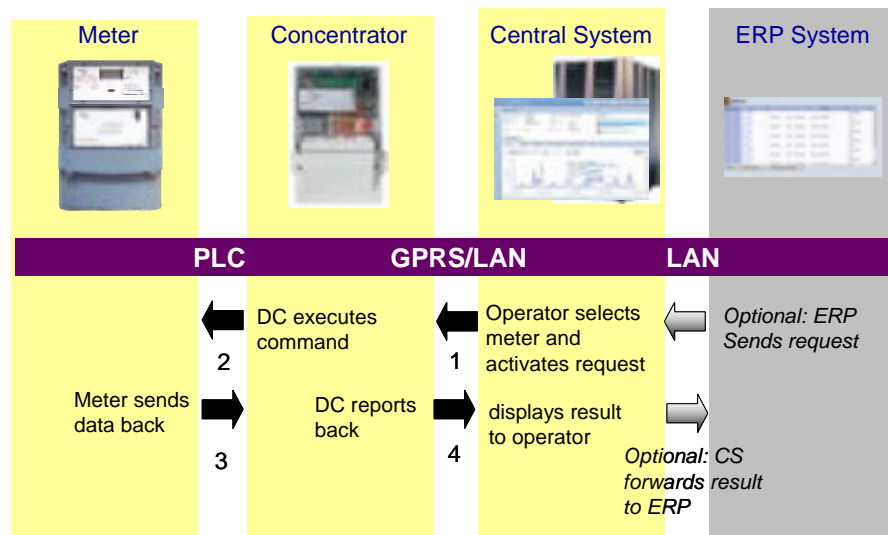 Meter
Concentrator
Central System
ERP System
PLC
GPRS/LAN
LAN
DC executes
command
2
1
Operator selects
meter and
activates request
Optional: ERP
Sends request
Meter sends
data back
3
DC reports
back
4
displays result
to operator
Optional: CS
forwards result
to ERP